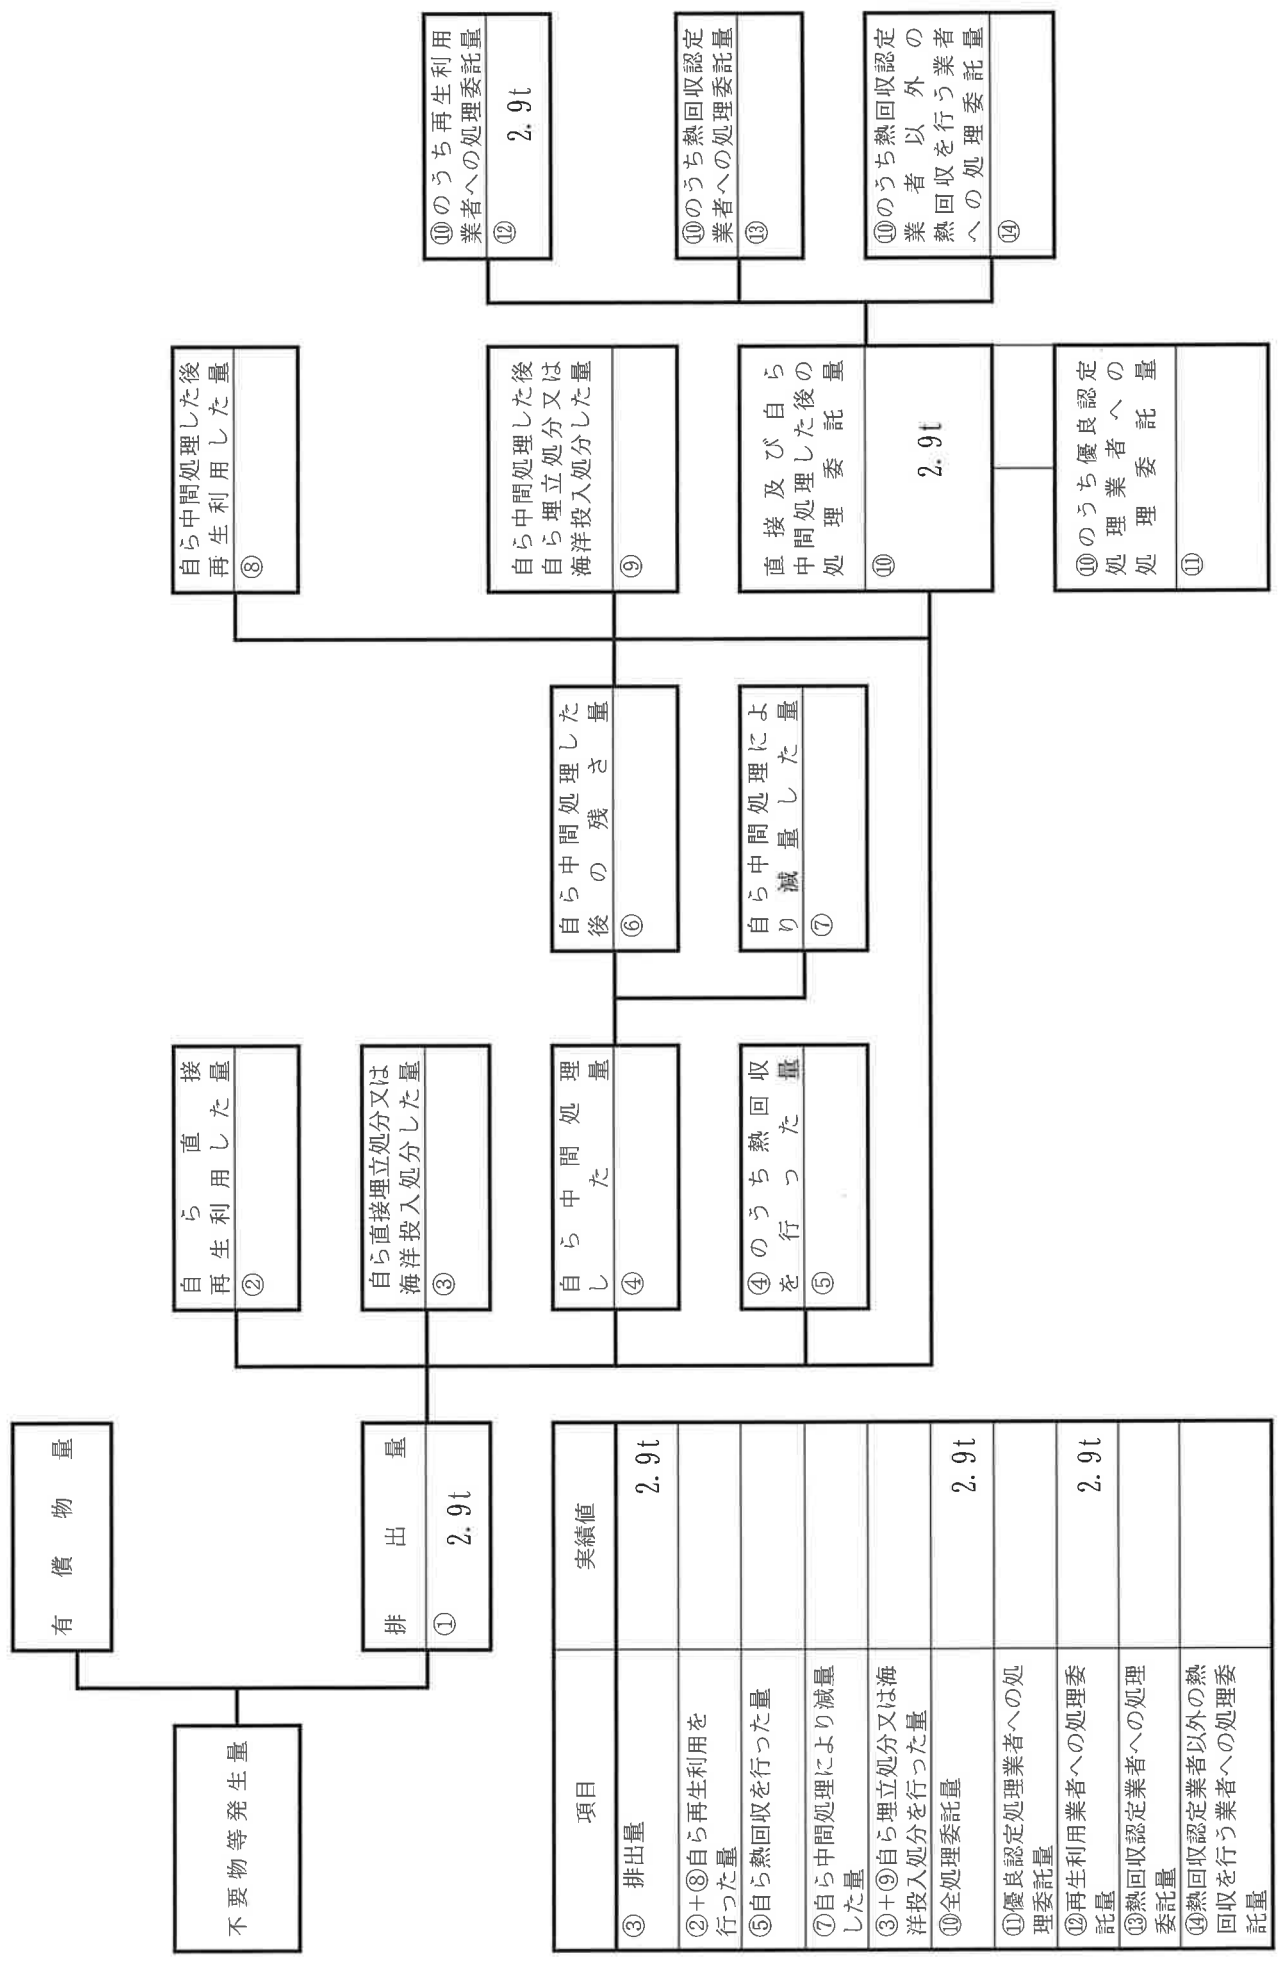 不要物等発生量
有償物量
排出量
① 2.9t
自ら直接
再生利用した量
②
自ら直接埋立処分又は
海洋投入処分した量
③
自ら中間処理
した量
④
④のうち熱回収
を行った量
⑤
自ら中間処理した
後の残さ量
⑥
自ら中間処理によ
り減量した量
⑦
自ら中間処理した後
再生利用した量
⑧
自ら中間処理した後
自ら埋立処分又は
海洋投入処分した量
⑨
直接及び自ら
中間処理した後の
処理委託量
⑩ 2.9t
⑩のうち優良認定
処理業者への
処理委託量
⑪
⑩のうち再生利用
業者への処理委託量
⑫ 2.9t
⑩のうち熱回収認定
業者への処理委託量
⑬
⑩のうち熱回収認定
業者以外の
熱回収を行う業者
への処理委託量
⑭
項目 実績値
③ 排出量 2.9t
②+⑧自ら再生利用を
行った量
⑤自ら熱回収を行った量
⑦自ら中間処理により減量
した量
③+⑨自ら埋立処分又は海
洋投入処分を行った量
⑩全処理委託量 2.9t
⑪優良認定処理業者への処
理委託量
⑫再生利用業者への処理委
託量 2.9t
⑬熱回収認定業者への処理
委託量
⑭熱回収認定業者以外の熱
回収を行う業者への処理委
託量